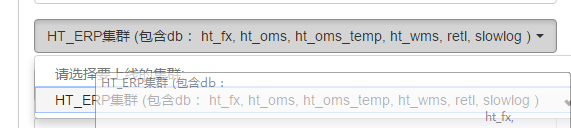 HT_ERP集群 (包含db： ht_fx, ht_oms, ht_oms_temp, ht_wms, retl, slowlog )
请选择要上线的集群:
HT_ERP集群 (包含db：
HT_ERP集群 (包含db： ht_fx, ht_oms, ht_oms_temp, ht_wms, retl, slowlog )
ht_fx,